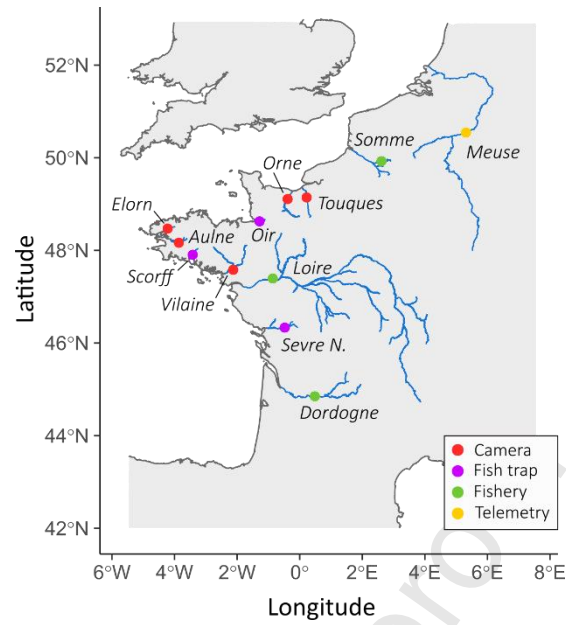 52°N
50°N
48°N
46°N
44°N
42°N
Latitude
Somme
Meuse
Orne
Touques
Elorn
Aulne
Oir
Scorff
Loire
Vilaine
Sevre N.
Dordogne
Camera
Fish trap
Fishery
Telemetry
6°W
4°W
2°W
0°N
2°E
4°E
6°E
8°E
Longitude
pro